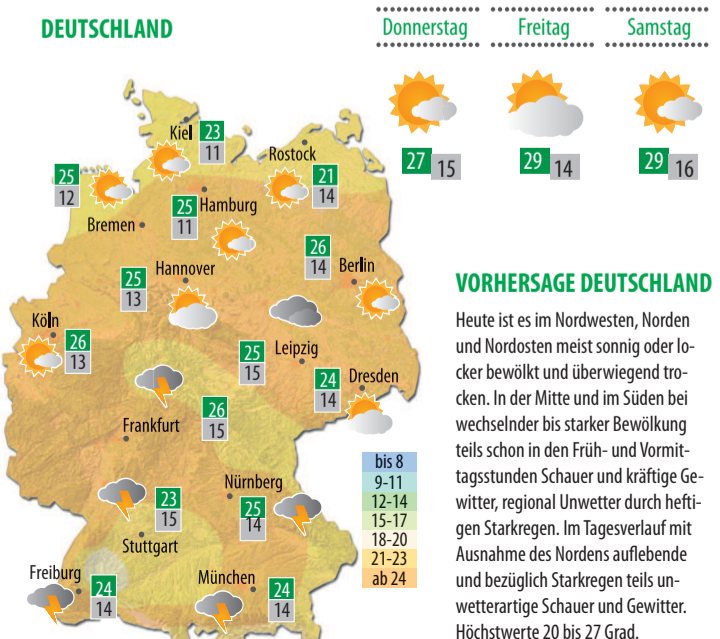 DEUTSCHLAND
Donnerstag Freitag Samstag
27 15 29 14 29 16
Kiel 23
11
Rostock
21
14
25
12
25
11
Hamburg
Bremen
26
14
Berlin
Hannover
25
13
Köln
26
13
25
15
Leipzig
24
14
Dresden
26
15
Frankfurt
Nürnberg
25
14
23
15
Stuttgart
Freiburg
24
14
München
24
14
bis 8
9-11
12-14
15-17
18-20
21-23
ab 24
VORHERSAGE DEUTSCHLAND
Heute ist es im Nordwesten, Norden
und Nordosten meist sonnig oder lo-
cker bewölkt und überwiegend tro-
cken. In der Mitte und im Süden bei
wechselnder bis starker Bewölkung
teils schon in den Früh- und Vormit-
tagsstunden Schauer und kräftige Ge-
witter, regional Unwetter durch hefti-
gen Starkregen. Im Tagesverlauf mit
Ausnahme des Nordens auflebende
und bezüglich Starkregen teils un-
wetterartige Schauer und Gewitter.
Höchstwerte 20 bis 27 Grad.